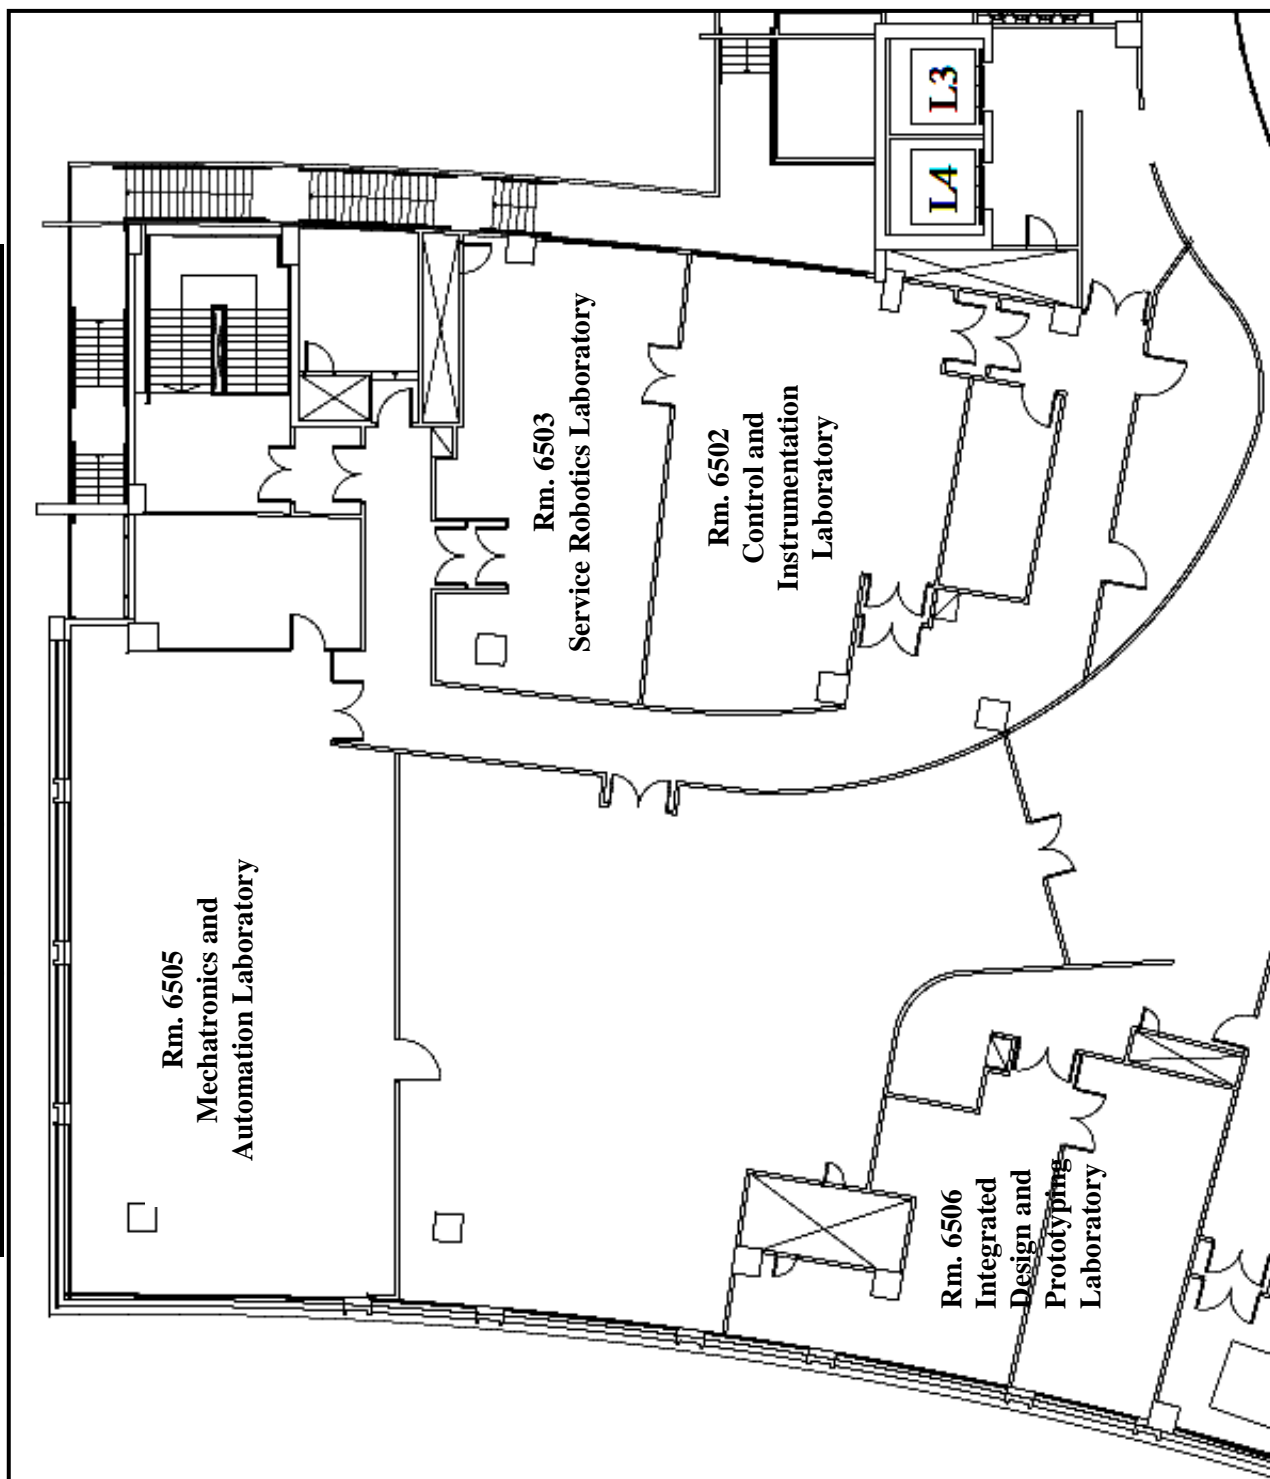 L3
L4
Rm. 6503
Service Robotics Laboratory
Rm. 6502
Control and
Instrumentation
Laboratory
Rm. 6505
Mechatronics and
Automation Laboratory
Rm. 6506
Integrated
Design and
Prototyping
Laboratory